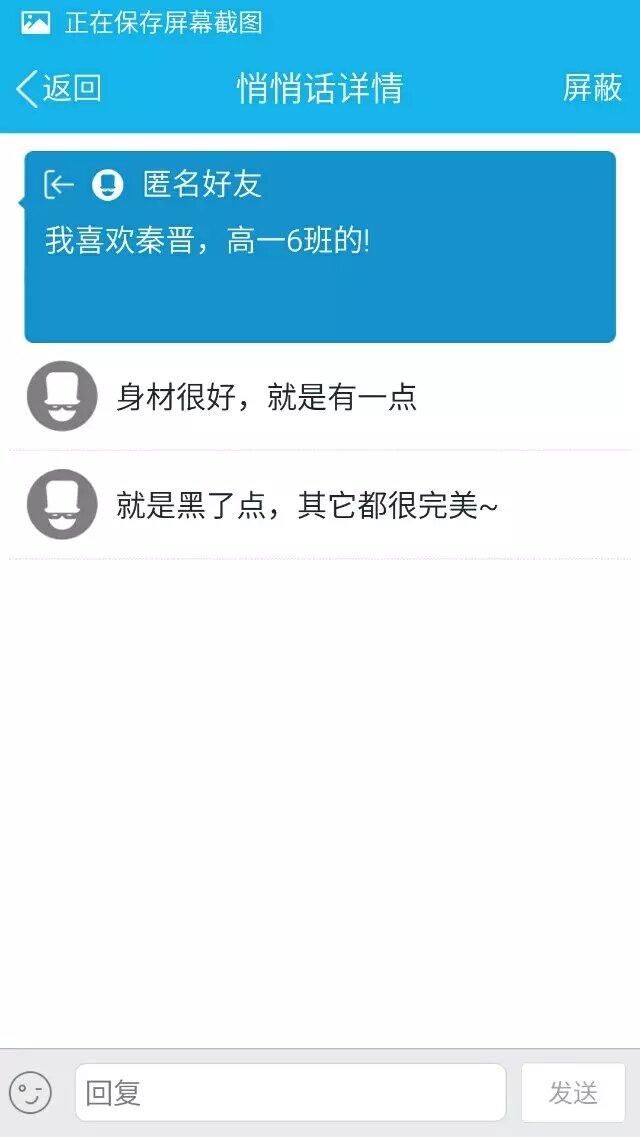 正在保存屏幕截图
返回
悄悄话详情
屏蔽
匿名好友
我喜欢秦晋，高一6班的!
身材很好，就是有一点
就是黑了点，其它都很完美~
回复
发送